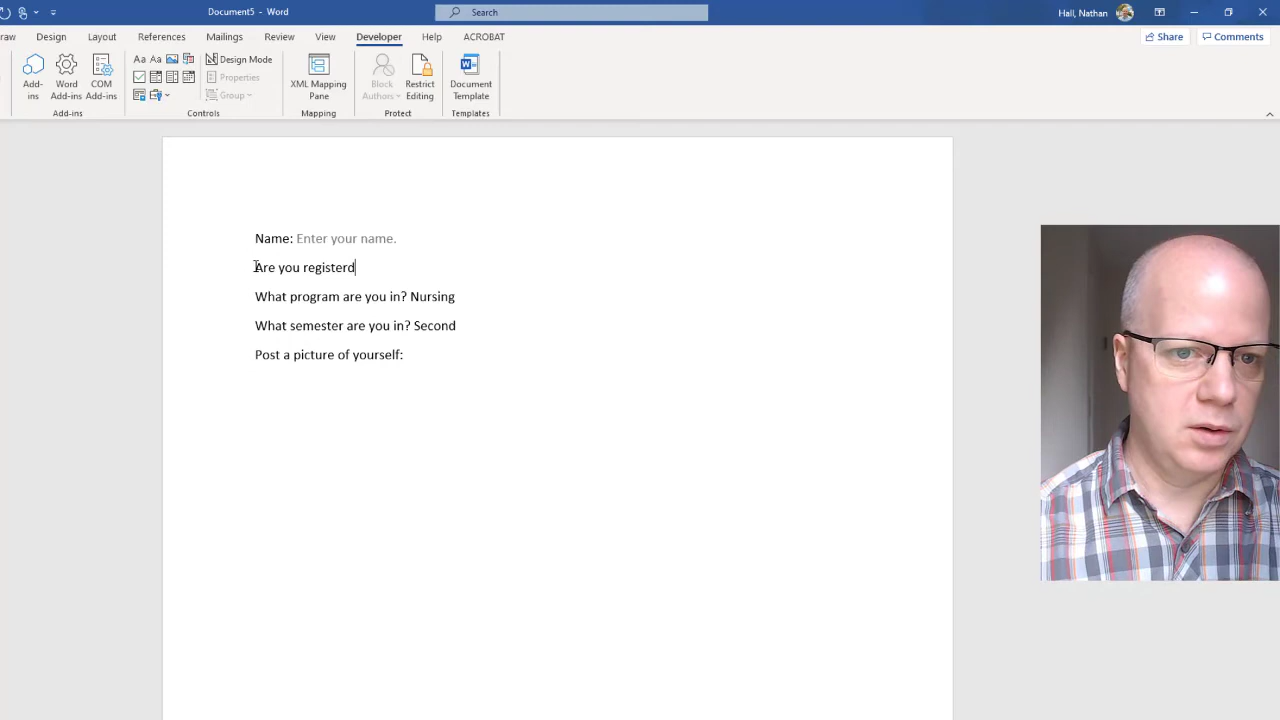 Document5 - Word
Search
Hall, Nathan
Design
Layout
References
Mailings
Review
View
Developer
Help
ACROBAT
Share
Comments
Add-ins
Word Add-ins
COM Add-ins
Aa Aa
Design Mode
Properties
Group
XML Mapping Pane
Block Authors
Restrict Editing
Document Template
Add-ins
Controls
Mapping
Protect
Templates
Name: Enter your name.
Are you registerd
What program are you in? Nursing
What semester are you in? Second
Post a picture of yourself: